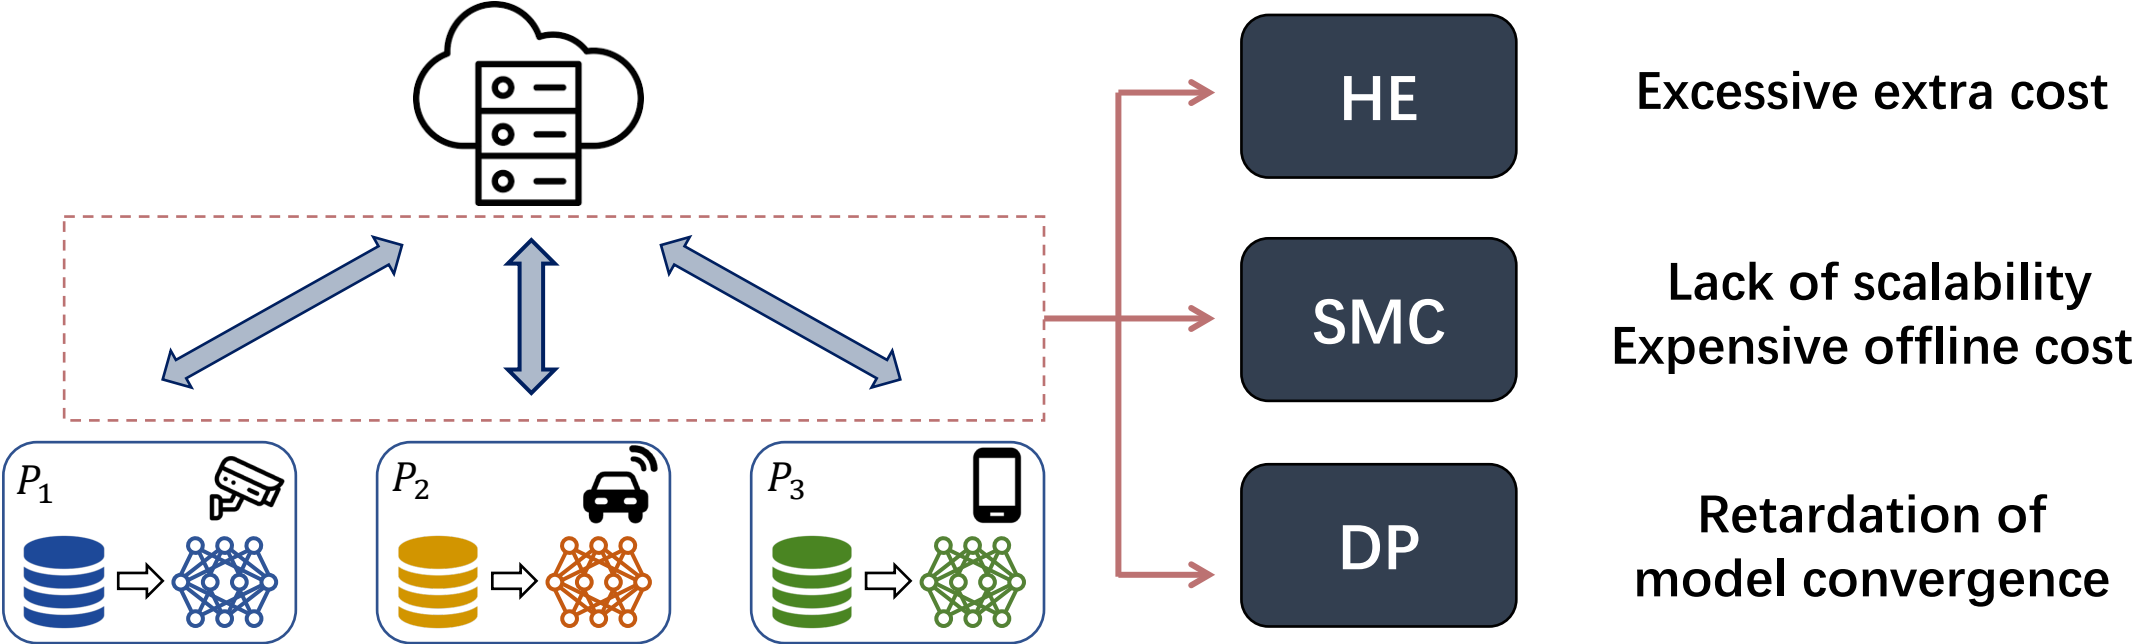 HE
Excessive extra cost
SMC
Lack of scalability
Expensive offline cost
P₁
P₂
P₃
DP
Retardation of
model convergence